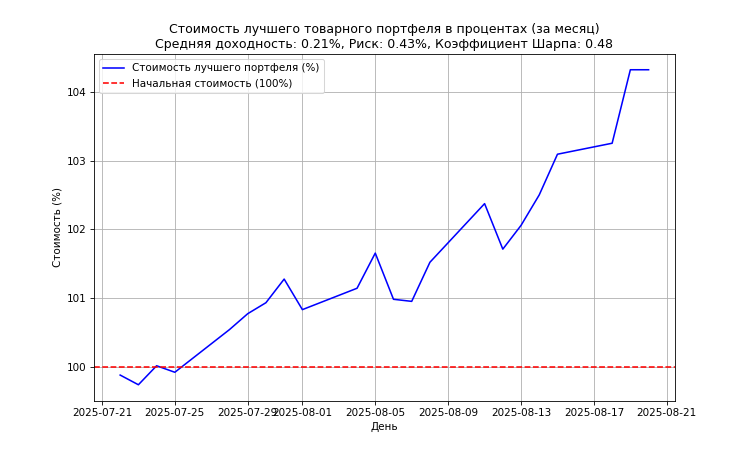 Стоимость лучшего товарного портфеля в процентах (за месяц)
Средняя доходность: 0.21%, Риск: 0.43%, Коэффициент Шарпа: 0.48
Стоимость лучшего портфеля (%)
Начальная стоимость (100%)
Стоимость (%)
104
103
102
101
100
2025-07-21 2025-07-25 2025-07-29 2025-08-01 2025-08-05 2025-08-09 2025-08-13 2025-08-17 2025-08-21
День